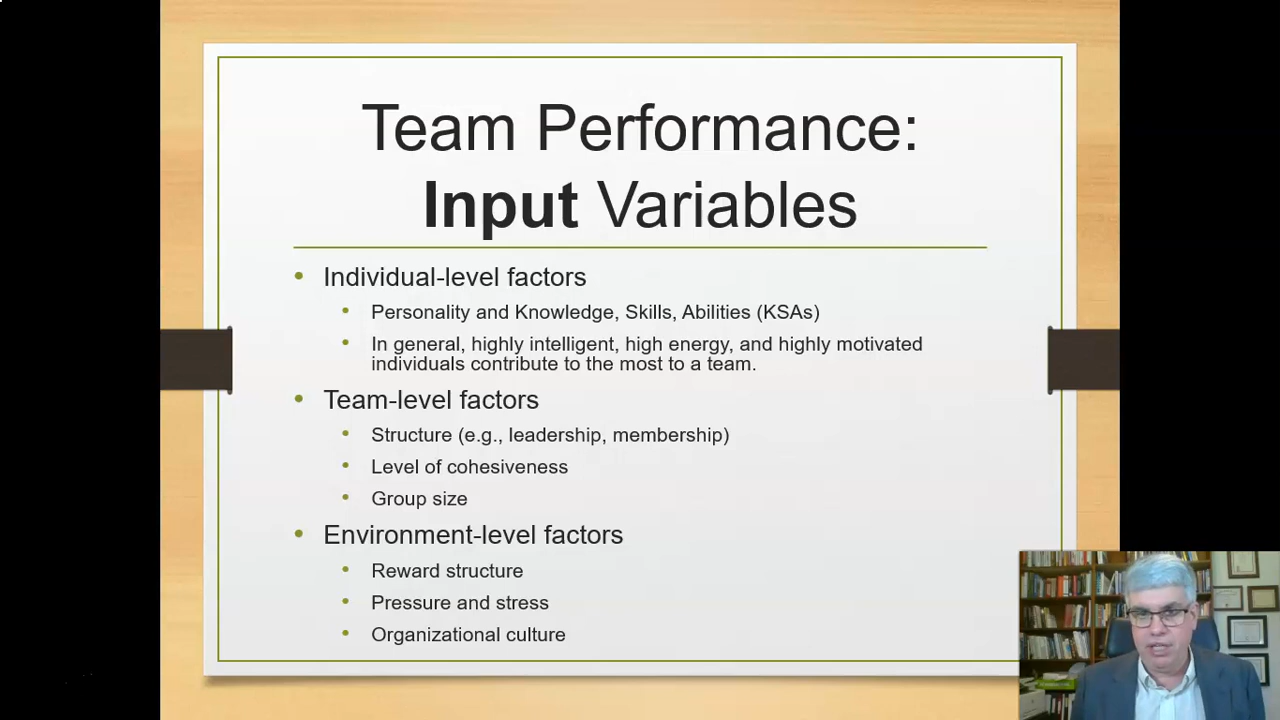 Team Performance:
Input Variables
Individual-level factors
Personality and Knowledge, Skills, Abilities (KSAs)
In general, highly intelligent, high energy, and highly motivated
individuals contribute to the most to a team.
Team-level factors
Structure (e.g., leadership, membership)
Level of cohesiveness
Group size
Environment-level factors
Reward structure
Pressure and stress
Organizational culture